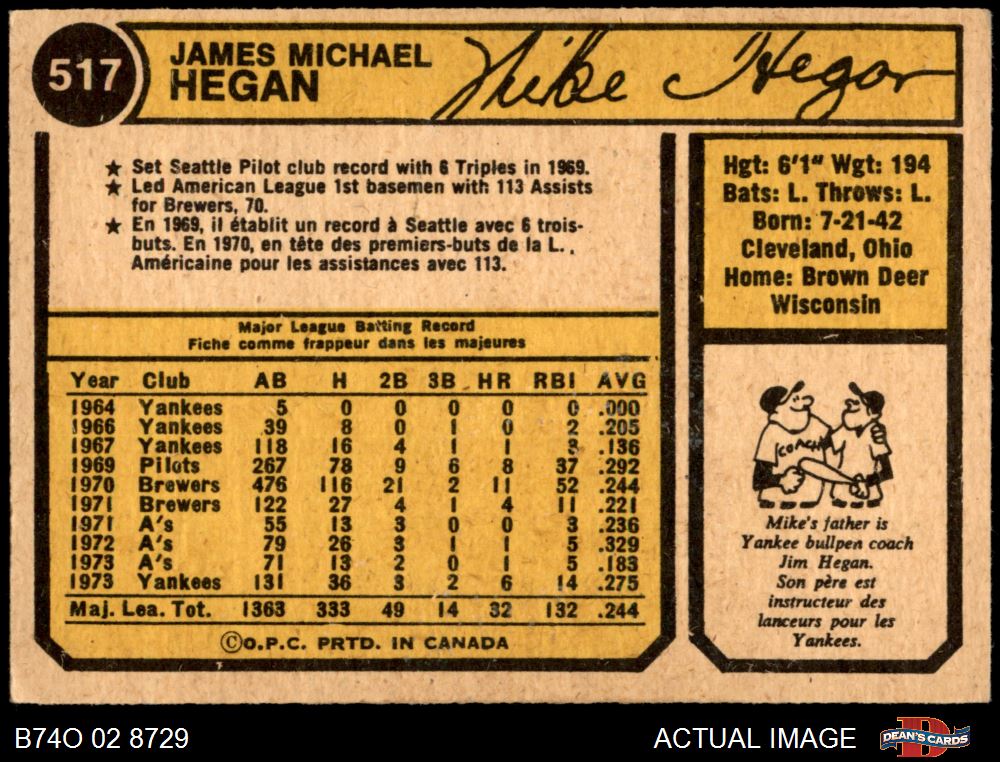 517
JAMES MICHAEL
HEGAN
Mike Hegan
★ Set Seattle Pilot club record with 6 Triples in 1969.
★ Led American League 1st basemen with 113 Assists
for Brewers, 70.
★ En 1969, il établit un record à Seattle avec 6 trois-
buts. En 1970, en tête des premiers-buts de la L.
Américaine pour les assistances avec 113.
Hgt: 6'1" Wgt: 194
Bats: L. Throws: L.
Born: 7-21-42
Cleveland, Ohio
Home: Brown Deer
Wisconsin
Major League Batting Record
Fiche comme frappeur dans les majeures
Year Club AB H 2B 3B HR RBI AVG
1964 Yankees 5 0 0 0 0 0 .000
1966 Yankees 39 8 0 1 0 2 .205
1967 Yankees 118 16 4 1 1 3 .136
1969 Pilots 267 78 9 6 8 37 .292
1970 Brewers 476 116 21 2 11 52 .244
1971 Brewers 122 27 4 1 4 11 .221
1971 A's 55 13 3 0 0 3 .236
1972 A's 79 26 3 1 1 5 .329
1973 A's 71 13 2 0 1 5 .183
1973 Yankees 131 36 3 2 6 14 .275
Maj. Lea. Tot. 1363 333 49 14 32 132 .244
©O.P.C. PRTD. IN CANADA
COACH
Mike's father is
Yankee bullpen coach
Jim Hegan.
Son père est
instructeur des
lanceurs pour les
Yankees.
B74O 02 8729
ACTUAL IMAGE
D
DEAN'S CARDS